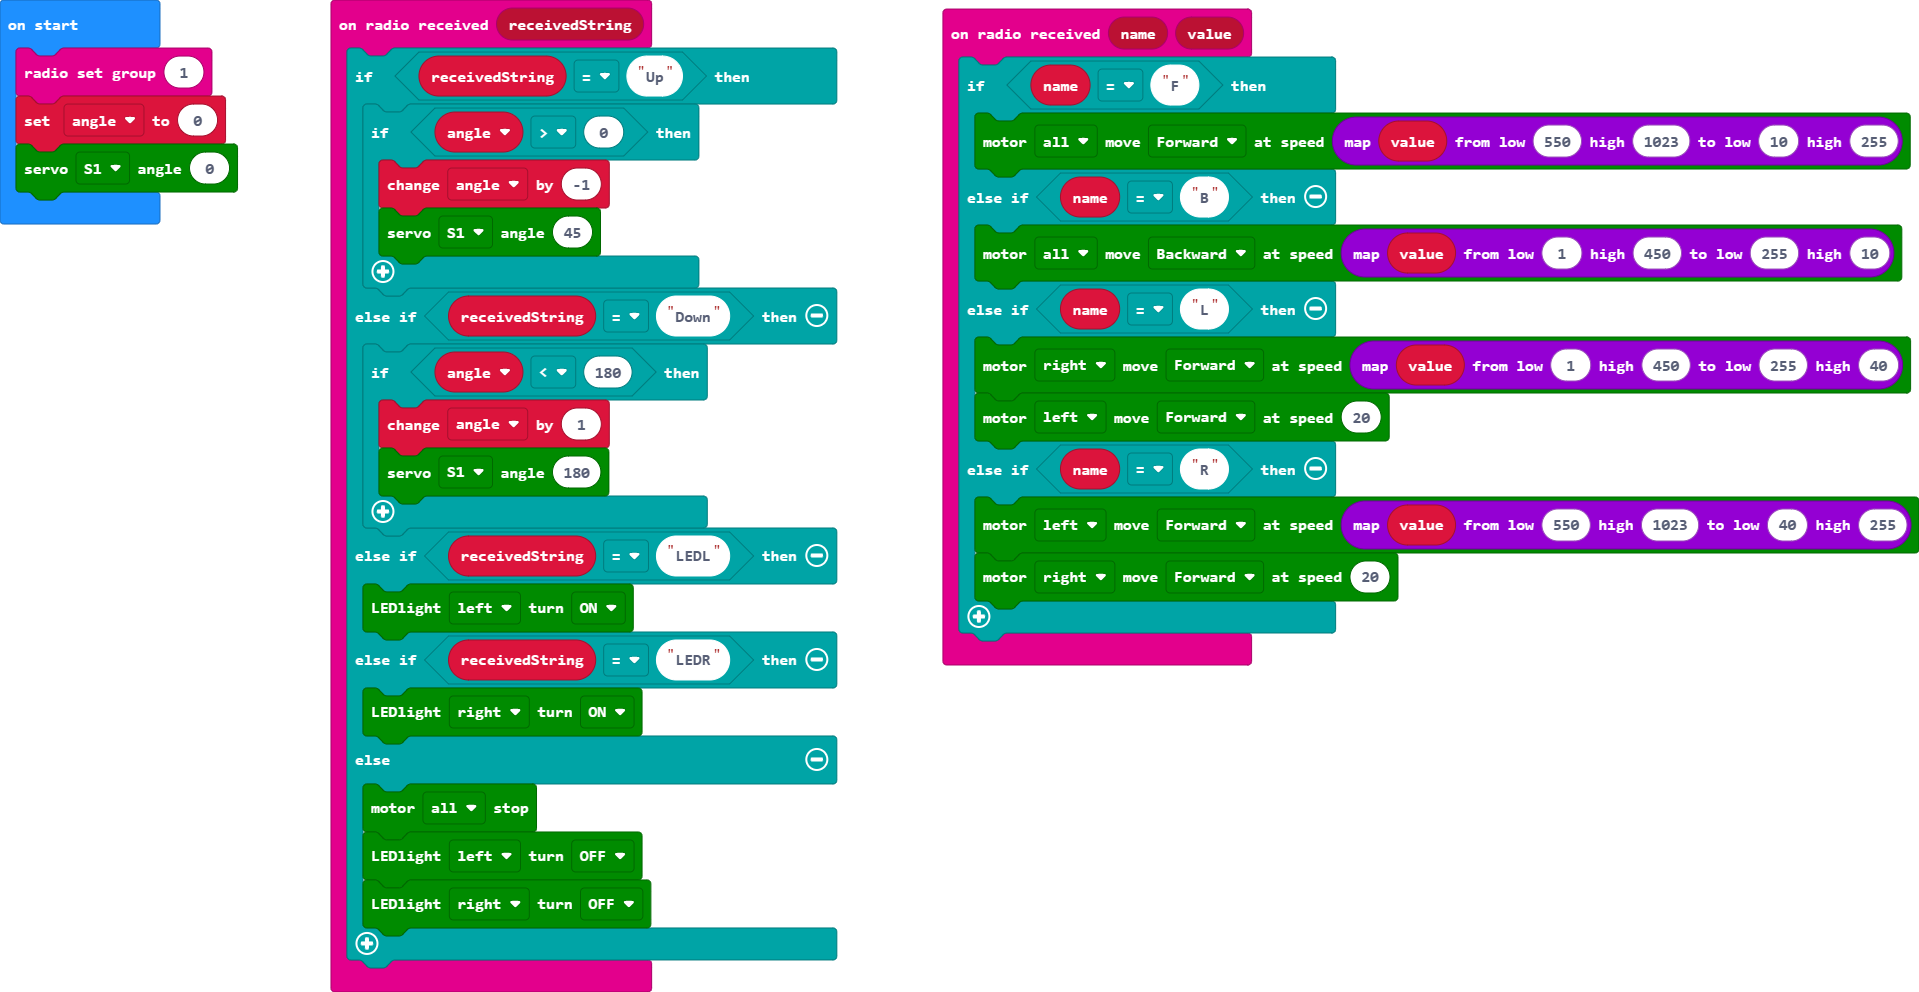 on start
radio set group 1
set angle to 0
servo S1 angle 0
on radio received receivedString
if receivedString = "Up" then
if angle > 0 then
change angle by -1
servo S1 angle 45
else if receivedString = "Down" then
if angle < 180 then
change angle by 1
servo S1 angle 180
else if receivedString = "LEDL" then
LEDlight left turn ON
else if receivedString = "LEDR" then
LEDlight right turn ON
else
motor all stop
LEDlight left turn OFF
LEDlight right turn OFF
on radio received name value
if name = "F" then
motor all move Forward at speed map value from low 550 high 1023 to low 10 high 255
else if name = "B" then
motor all move Backward at speed map value from low 1 high 450 to low 255 high 10
else if name = "L" then
motor right move Forward at speed map value from low 1 high 450 to low 255 high 40
motor left move Forward at speed 20
else if name = "R" then
motor left move Forward at speed map value from low 550 high 1023 to low 40 high 255
motor right move Forward at speed 20